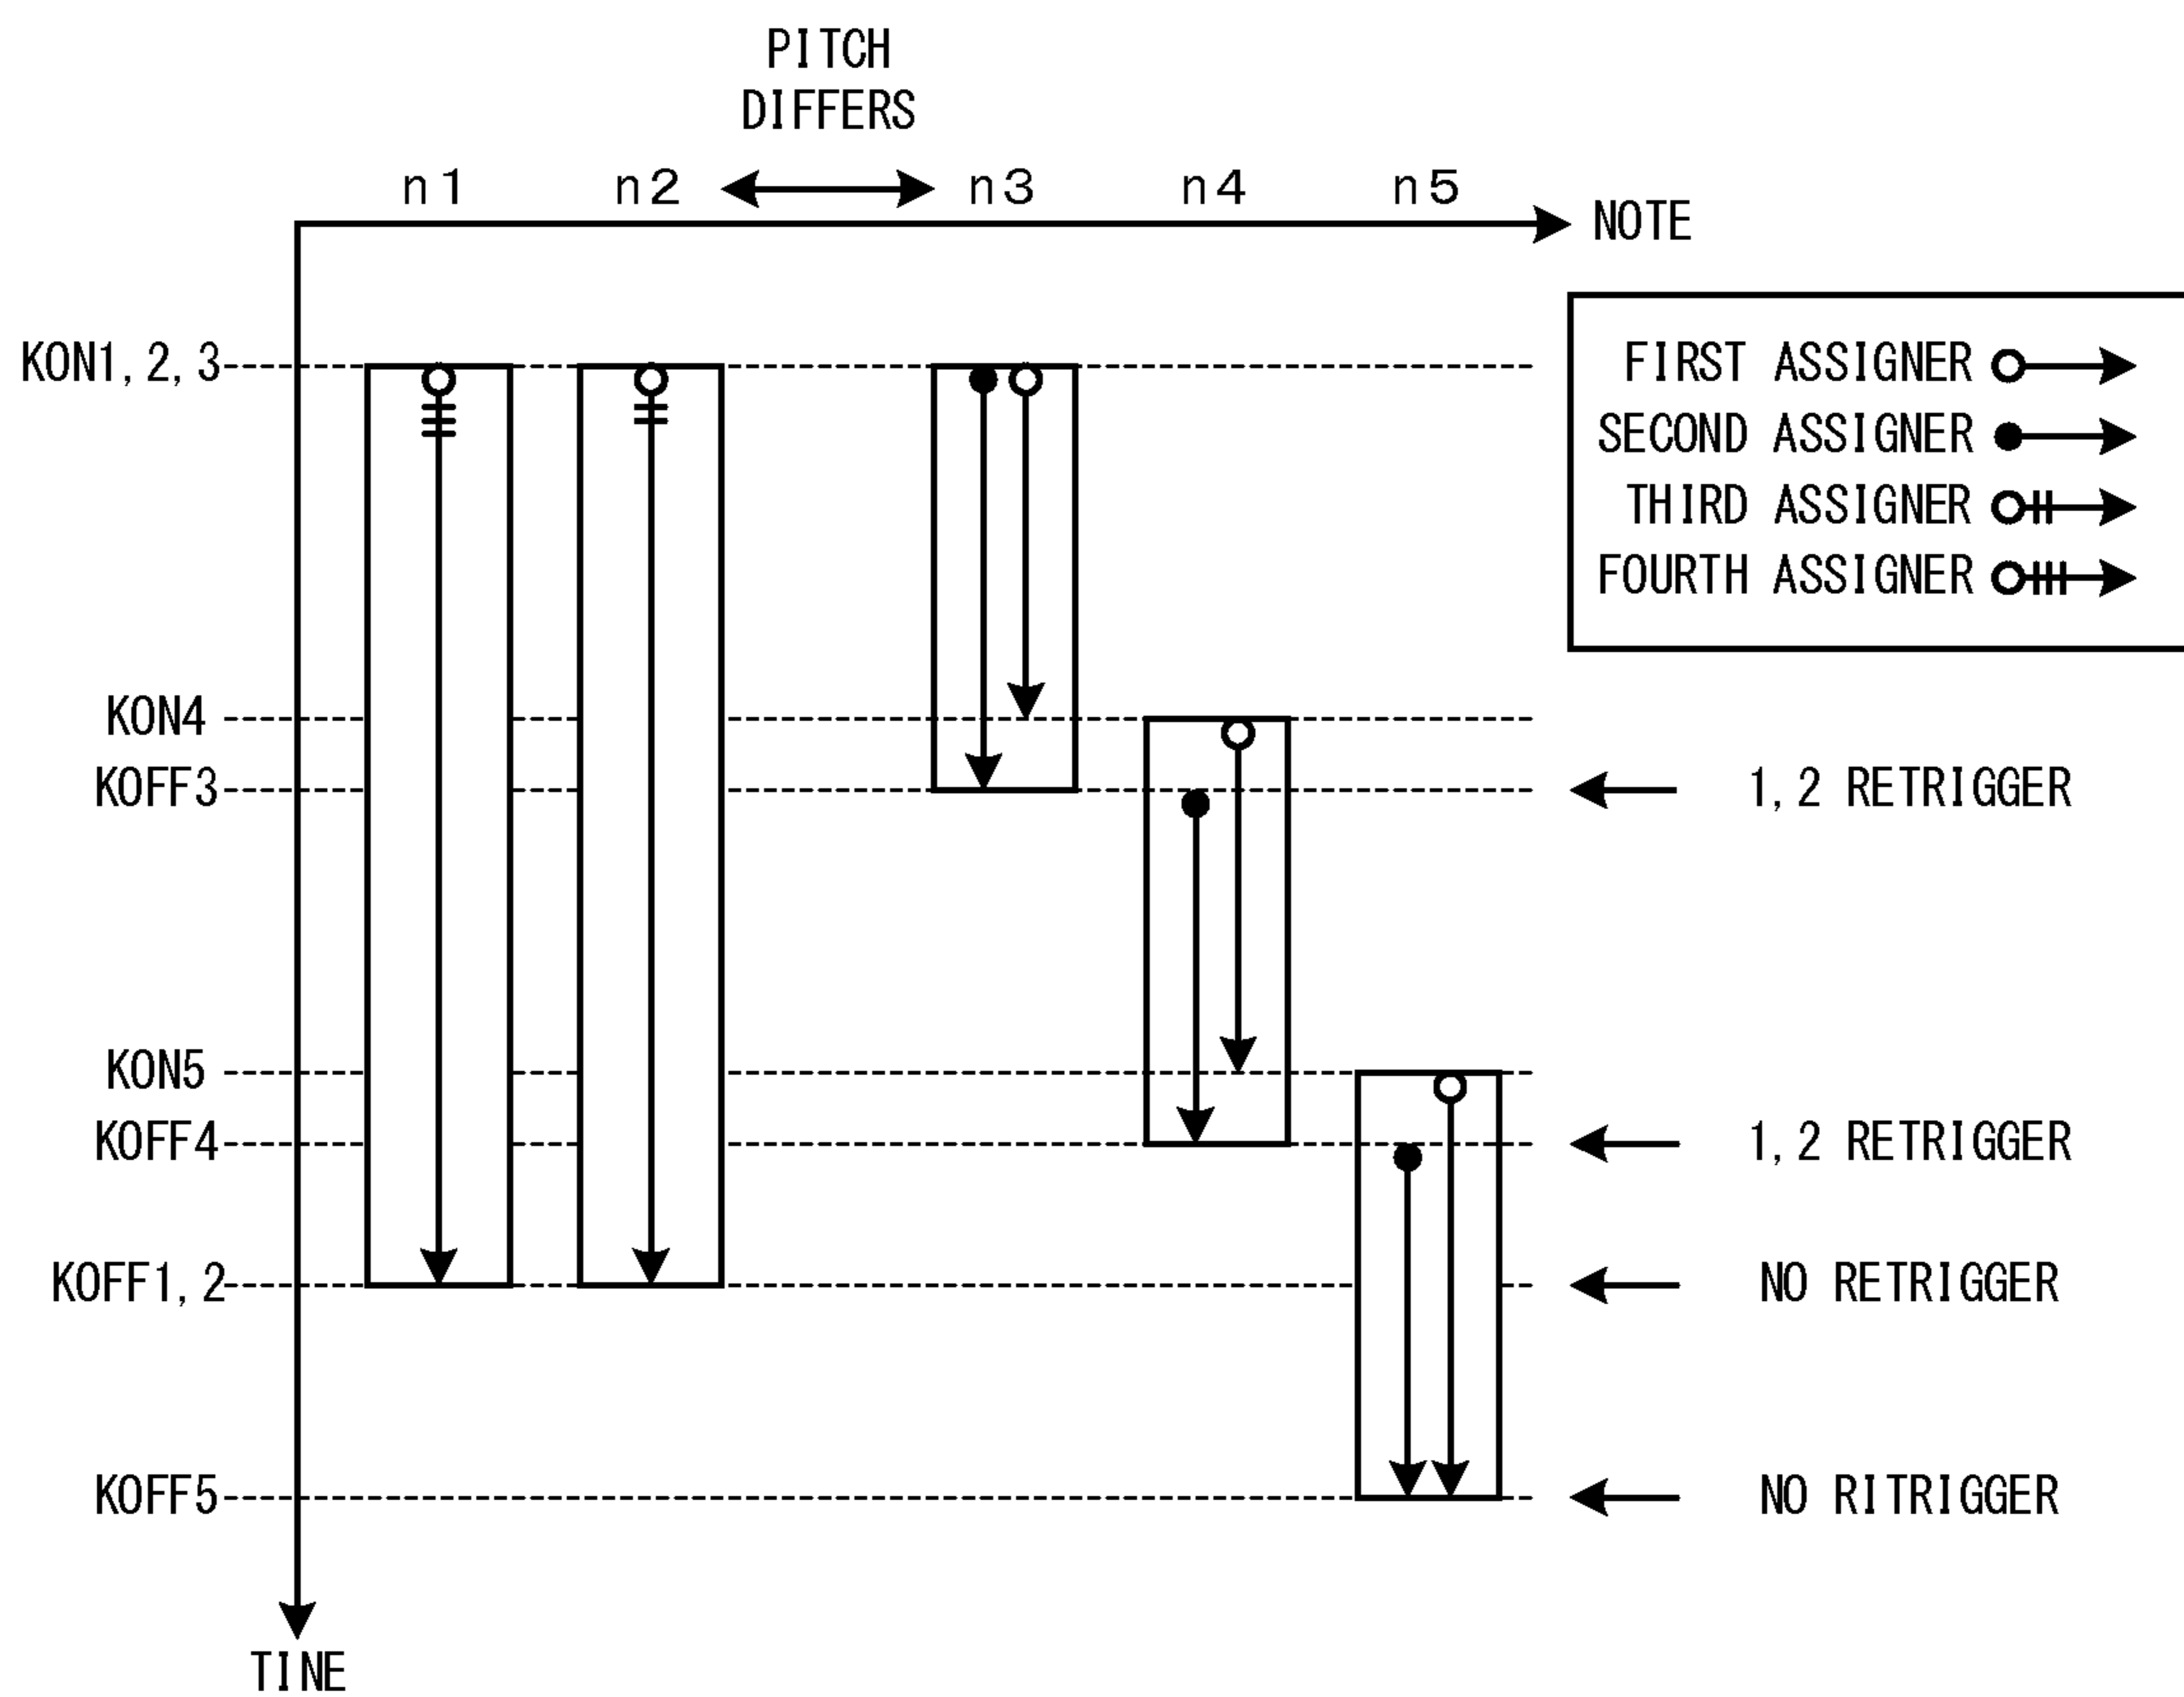 PITCH
DIFFERS
n1 n2 n3 n4 n5
NOTE
FIRST ASSIGNER
SECOND ASSIGNER
THIRD ASSIGNER
FOURTH ASSIGNER
KON1, 2, 3
KON4
KOFF3 1, 2 RETRIGGER
KON5
KOFF4 1, 2 RETRIGGER
KOFF1, 2 NO RETRIGGER
KOFF5 NO RITRIGGER
TINE